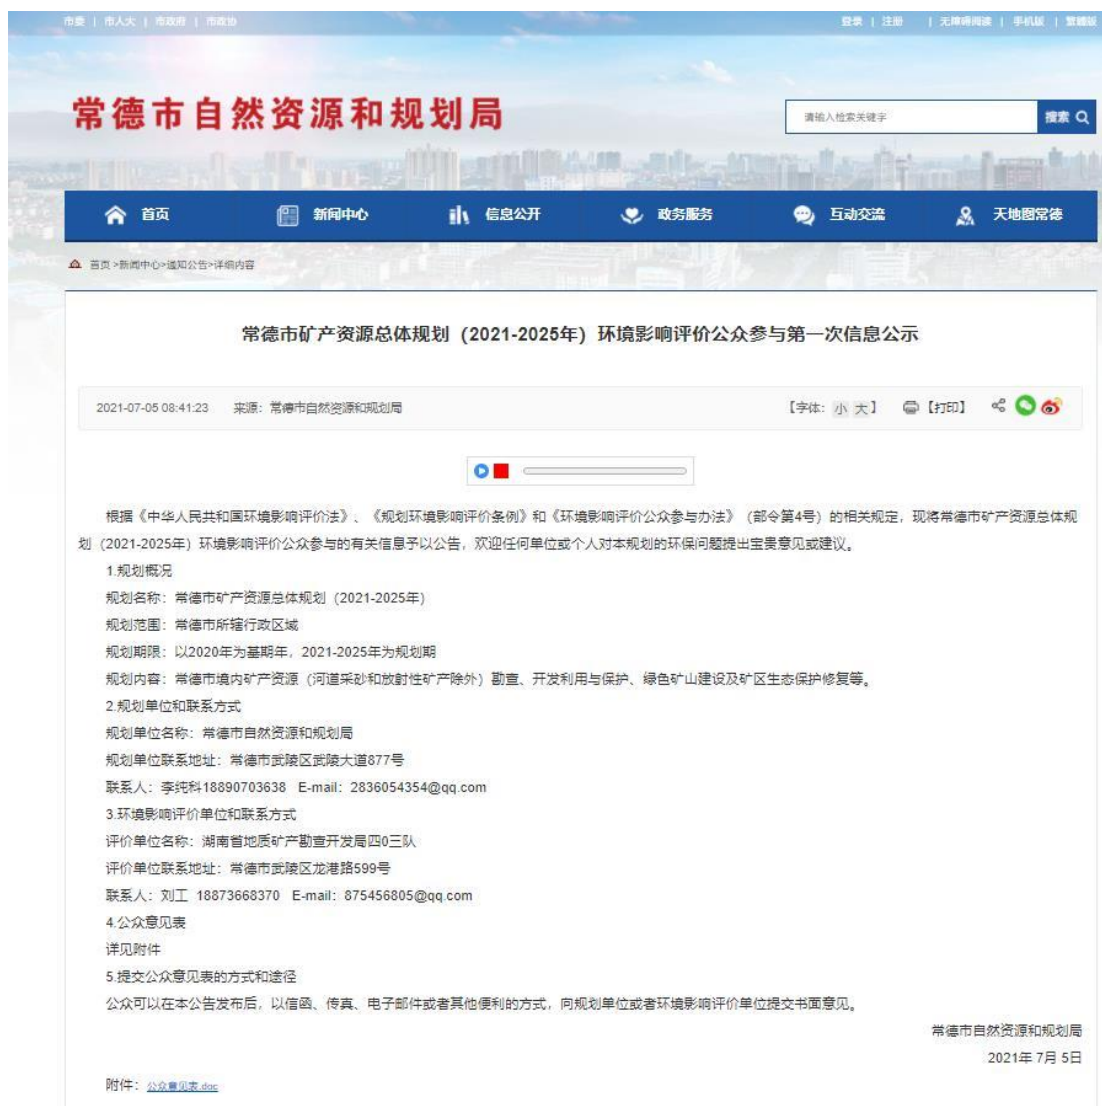 市委 | 市人大 | 市政府 | 市政协
登录 | 注册 | 无障碍阅读 | 手机版 | 繁體版
常德市自然资源和规划局
请输入检索关键字
搜索
首页 新闻中心 信息公开 政务服务 互动交流 天地图常德
首页>新闻中心>通知公告>详细内容
常德市矿产资源总体规划（2021-2025年）环境影响评价公众参与第一次信息公示
2021-07-05 08:41:23 来源：常德市自然资源和规划局 【字体：小 大】 【打印】
根据《中华人民共和国环境影响评价法》、《规划环境影响评价条例》和《环境影响评价公众参与办法》（部令第4号）的相关规定，现将常德市矿产资源总体规
划（2021-2025年）环境影响评价公众参与的有关信息予以公告，欢迎任何单位或个人对本规划的环保问题提出宝贵意见或建议。
1.规划概况
规划名称：常德市矿产资源总体规划（2021-2025年）
规划范围：常德市所辖行政区域
规划期限：以2020年为基期年，2021-2025年为规划期
规划内容：常德市境内矿产资源（河道采砂和放射性矿产除外）勘查、开发利用与保护、绿色矿山建设及矿区生态保护修复等。
2.规划单位和联系方式
规划单位名称：常德市自然资源和规划局
规划单位联系地址：常德市武陵区武陵大道877号
联系人：李纯科18890703638 E-mail：2836054354@qq.com
3.环境影响评价单位和联系方式
评价单位名称：湖南省地质矿产勘查开发局四0三队
评价单位联系地址：常德市武陵区龙港路599号
联系人：刘工 18873668370 E-mail：875456805@qq.com
4.公众意见表
详见附件
5.提交公众意见表的方式和途径
公众可以在本公告发布后，以信函、传真、电子邮件或者其他便利的方式，向规划单位或者环境影响评价单位提交书面意见。
常德市自然资源和规划局
2021年 7月 5日
附件：公众意见表.doc